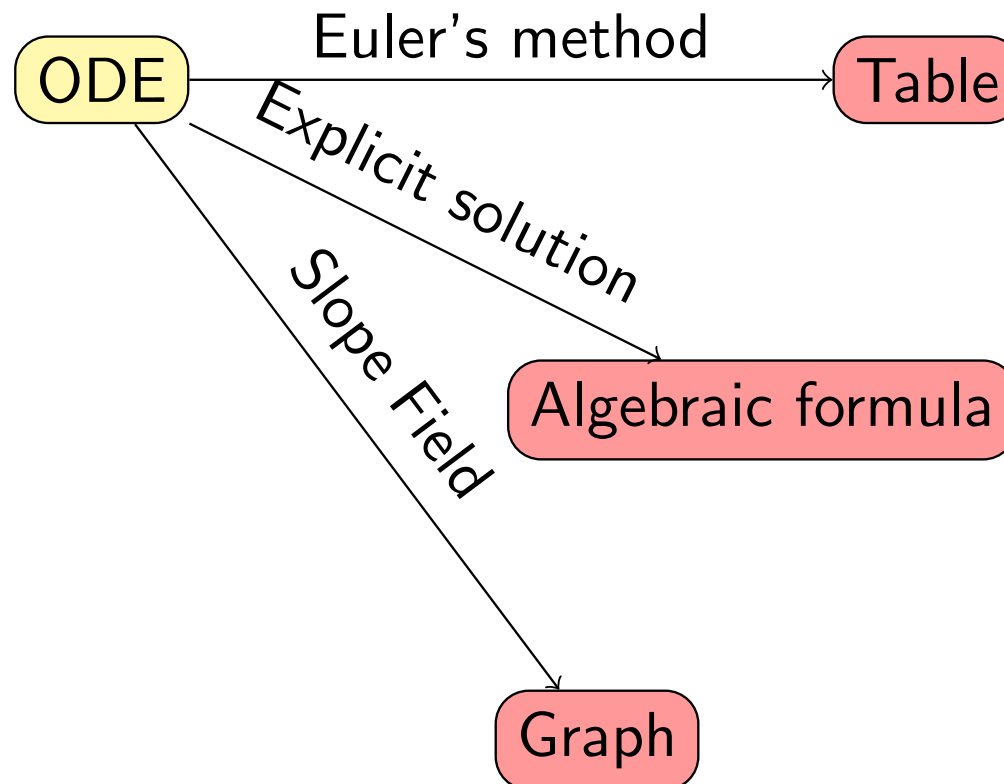 ODE
Euler's method
Table
Explicit solution
Slope Field
Algebraic formula
Graph